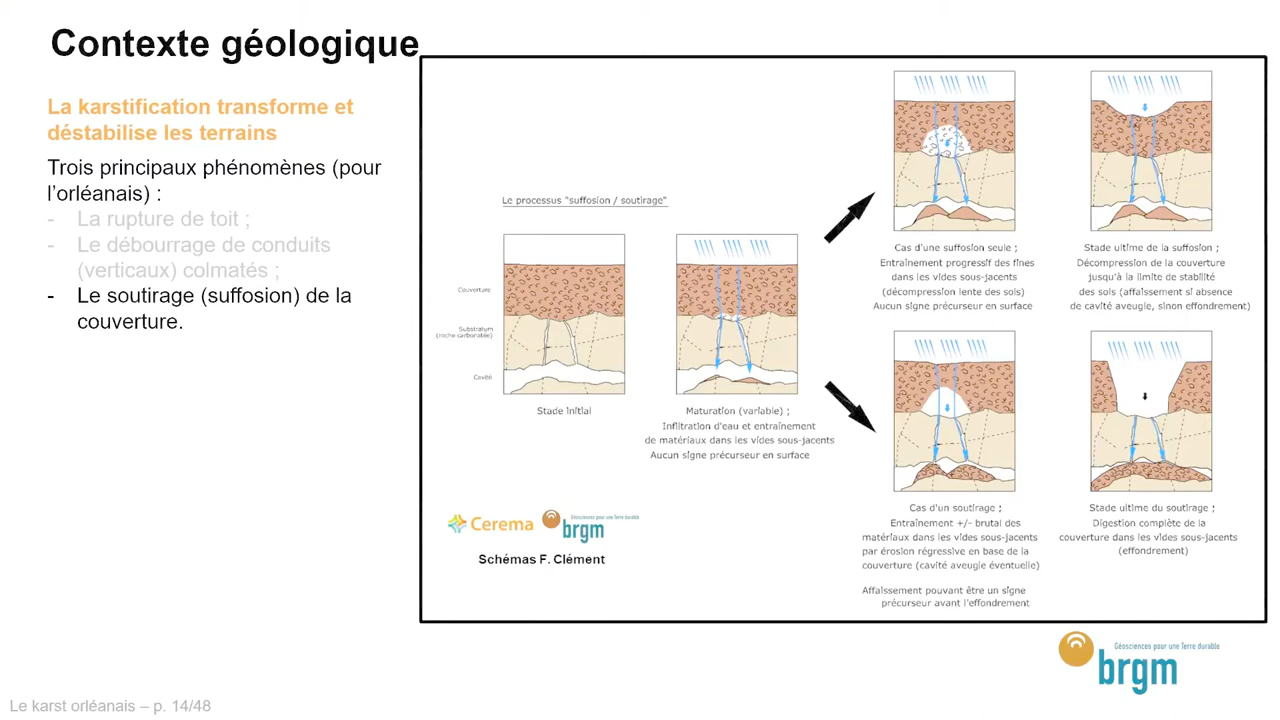 Contexte géologique
La karstification transforme et
déstabilise les terrains
Trois principaux phénomènes (pour
l'orléanais) :
- La rupture de toit ;
- Le débourrage de conduits
(verticaux) colmatés ;
- Le soutirage (suffosion) de la
couverture.
Le processus "suffosion / soutirage"
Couverture
Substratum
(roche carbonatée)
Cavité
Stade initial
Maturation (variable) ;
Infiltration d'eau et entraînement
de matériaux dans les vides sous-jacents
Aucun signe précurseur en surface
Cas d'une suffosion seule ;
Entraînement progressif des fines
dans les vides sous-jacents
(décompression lente des sols)
Aucun signe précurseur en surface
Stade ultime de la suffosion ;
Décompression de la couverture
jusqu'à la limite de stabilité
des sols (affaissement si absence
de cavité aveugle, sinon effondrement)
Cas d'un soutirage ;
Entraînement +/- brutal des
matériaux dans les vides sous-jacents
par érosion régressive en base de la
couverture (cavité aveugle éventuelle)
Affaissement pouvant être un signe
précurseur avant l'effondrement
Stade ultime du soutirage ;
Digestion complète de la
couverture dans les vides sous-jacents
(effondrement)
Cerema
Géosciences pour une Terre durable
brgm
Schémas F. Clément
Géosciences pour une Terre durable
brgm
Le karst orléanais – p. 14/48